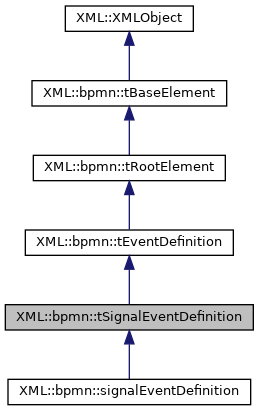 XML::XMLObject
XML::bpmn::tBaseElement
XML::bpmn::tRootElement
XML::bpmn::tEventDefinition
XML::bpmn::tSignalEventDefinition
XML::bpmn::signalEventDefinition